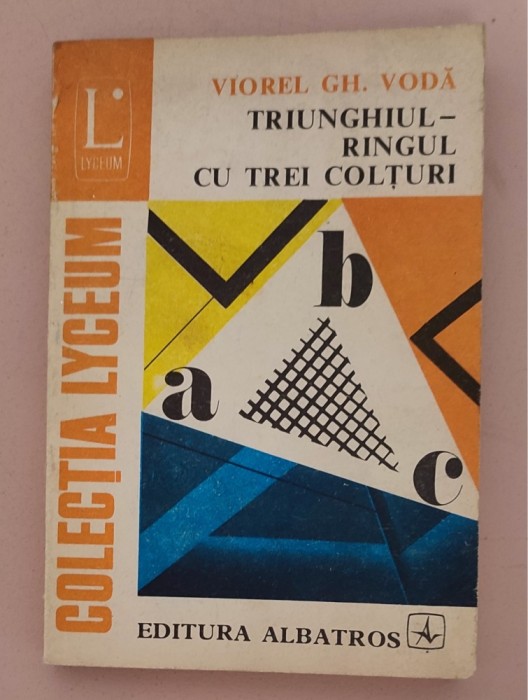 L
LYCEUM
VIOREL GH. VODĂ
TRIUNGHIUL –
RINGUL
CU TREI COLȚURI
COLECȚIA LYCEUM
b
a
c
EDITURA ALBATROS